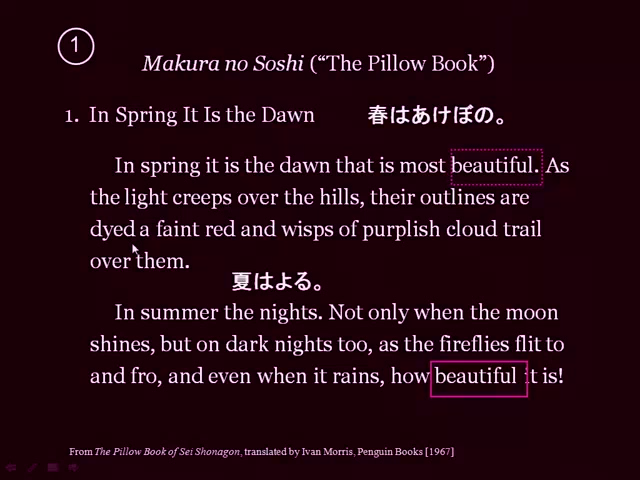 1
Makura no Soshi (“The Pillow Book”)
1. In Spring It Is the Dawn 春はあけぼの。
In spring it is the dawn that is most beautiful. As
the light creeps over the hills, their outlines are
dyed a faint red and wisps of purplish cloud trail
over them.
夏はよる。
In summer the nights. Not only when the moon
shines, but on dark nights too, as the fireflies flit to
and fro, and even when it rains, how beautiful it is!
From The Pillow Book of Sei Shonagon, translated by Ivan Morris, Penguin Books [1967]